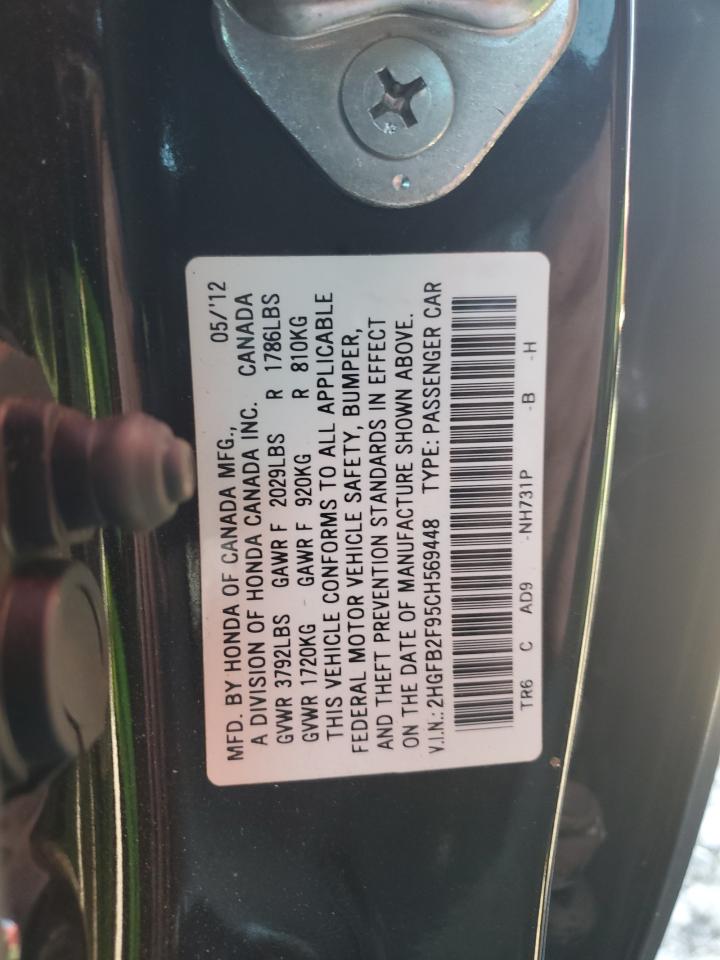 MFD. BY HONDA OF CANADA MFG., 05/'12
A DIVISION OF HONDA CANADA INC. CANADA
GVWR 3792LBS GAWR F 2029LBS R 1786LBS
GVWR 1720KG GAWR F 920KG R 810KG
THIS VEHICLE CONFORMS TO ALL APPLICABLE
FEDERAL MOTOR VEHICLE SAFETY, BUMPER,
AND THEFT PREVENTION STANDARDS IN EFFECT
ON THE DATE OF MANUFACTURE SHOWN ABOVE.
V.I.N.: 2HGFB2F95CH569448 TYPE: PASSENGER CAR
TR6 C AD9 -NH731P -B -H